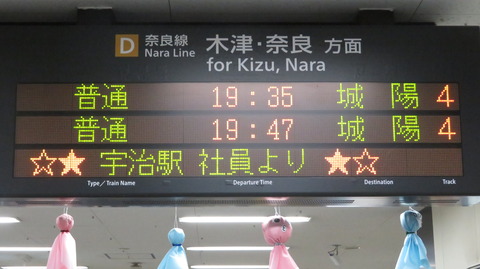 D 奈良線 木津・奈良 方面
Nara Line for Kizu, Nara
普通 19:35 城陽 4
普通 19:47 城陽 4
☆★ 宇治駅 社員より ★☆
Type／Train Name Departure Time Destination Track